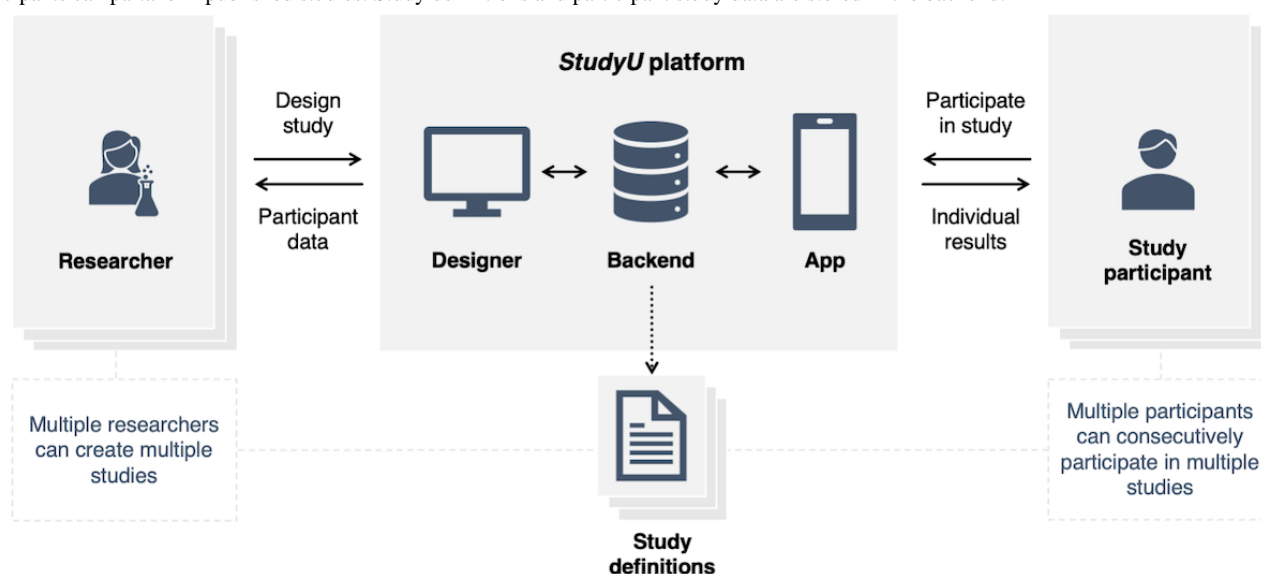 StudyU platform
Design
study
Participant
data
Researcher
Designer
Backend
App
Participate
in study
Individual
results
Study
participant
Multiple researchers
can create multiple
studies
Multiple participants
can consecutively
participate in multiple
studies
Study
definitions